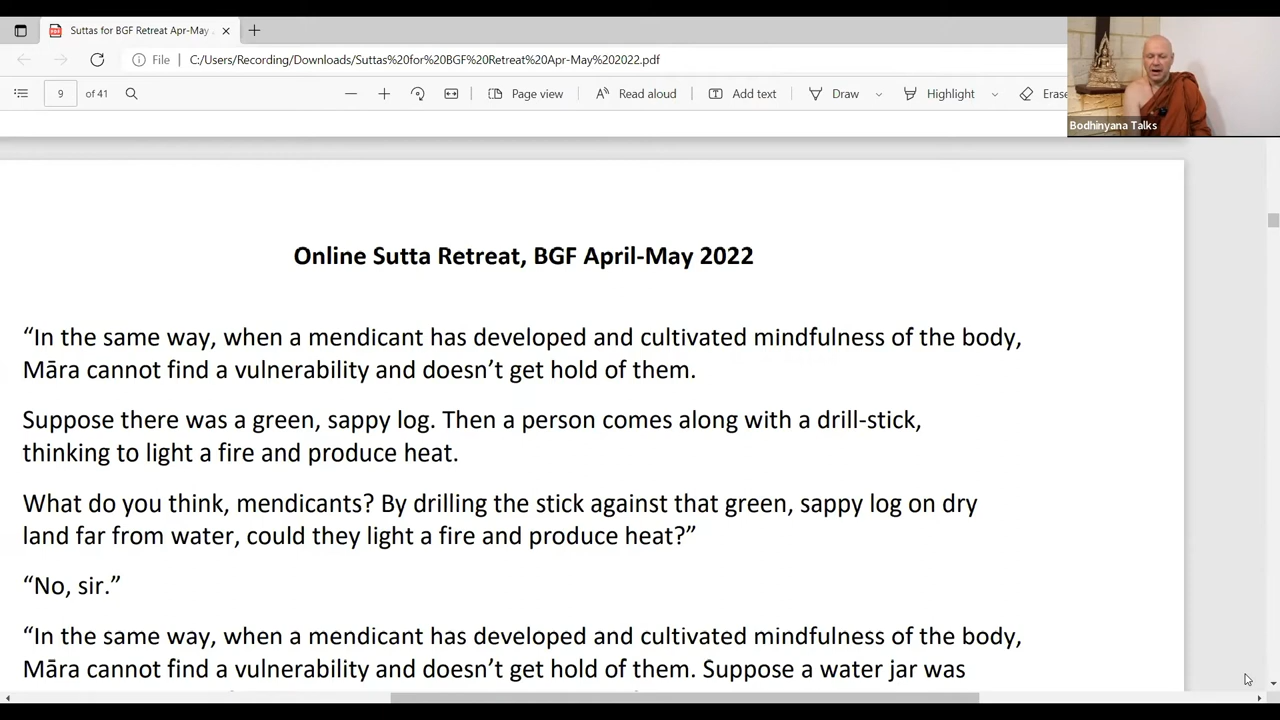 Suttas for BGF Retreat Apr-May
File
C:/Users/Recording/Downloads/Suttas%20for%20BGF%20Retreat%20Apr-May%202022.pdf
9 of 41
Page view
Read aloud
Add text
Draw
Highlight
Erase
Bodhinyana Talks
Online Sutta Retreat, BGF April-May 2022
“In the same way, when a mendicant has developed and cultivated mindfulness of the body,
Māra cannot find a vulnerability and doesn’t get hold of them.
Suppose there was a green, sappy log. Then a person comes along with a drill-stick,
thinking to light a fire and produce heat.
What do you think, mendicants? By drilling the stick against that green, sappy log on dry
land far from water, could they light a fire and produce heat?”
“No, sir.”
“In the same way, when a mendicant has developed and cultivated mindfulness of the body,
Māra cannot find a vulnerability and doesn’t get hold of them. Suppose a water jar was